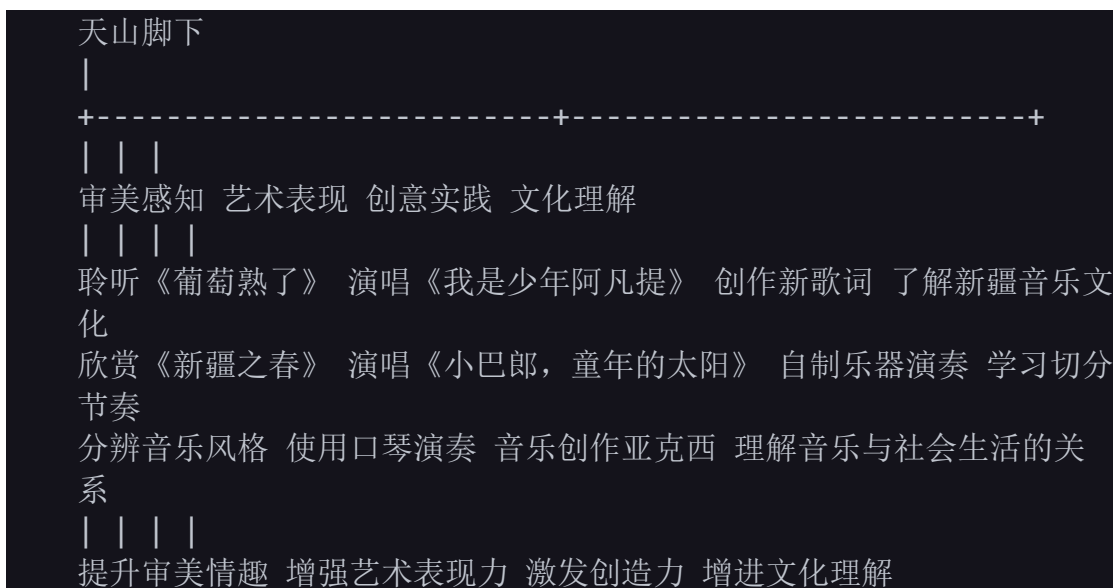 天山脚下
|
+--------------------------+--------------------------+
| | |
审美感知 艺术表现 创意实践 文化理解
| | | |
聆听《葡萄熟了》 演唱《我是少年阿凡提》 创作新歌词 了解新疆音乐文
化
欣赏《新疆之春》 演唱《小巴郎，童年的太阳》 自制乐器演奏 学习切分
节奏
分辨音乐风格 使用口琴演奏 音乐创作亚克西 理解音乐与社会生活的关
系
| | | |
提升审美情趣 增强艺术表现力 激发创造力 增进文化理解